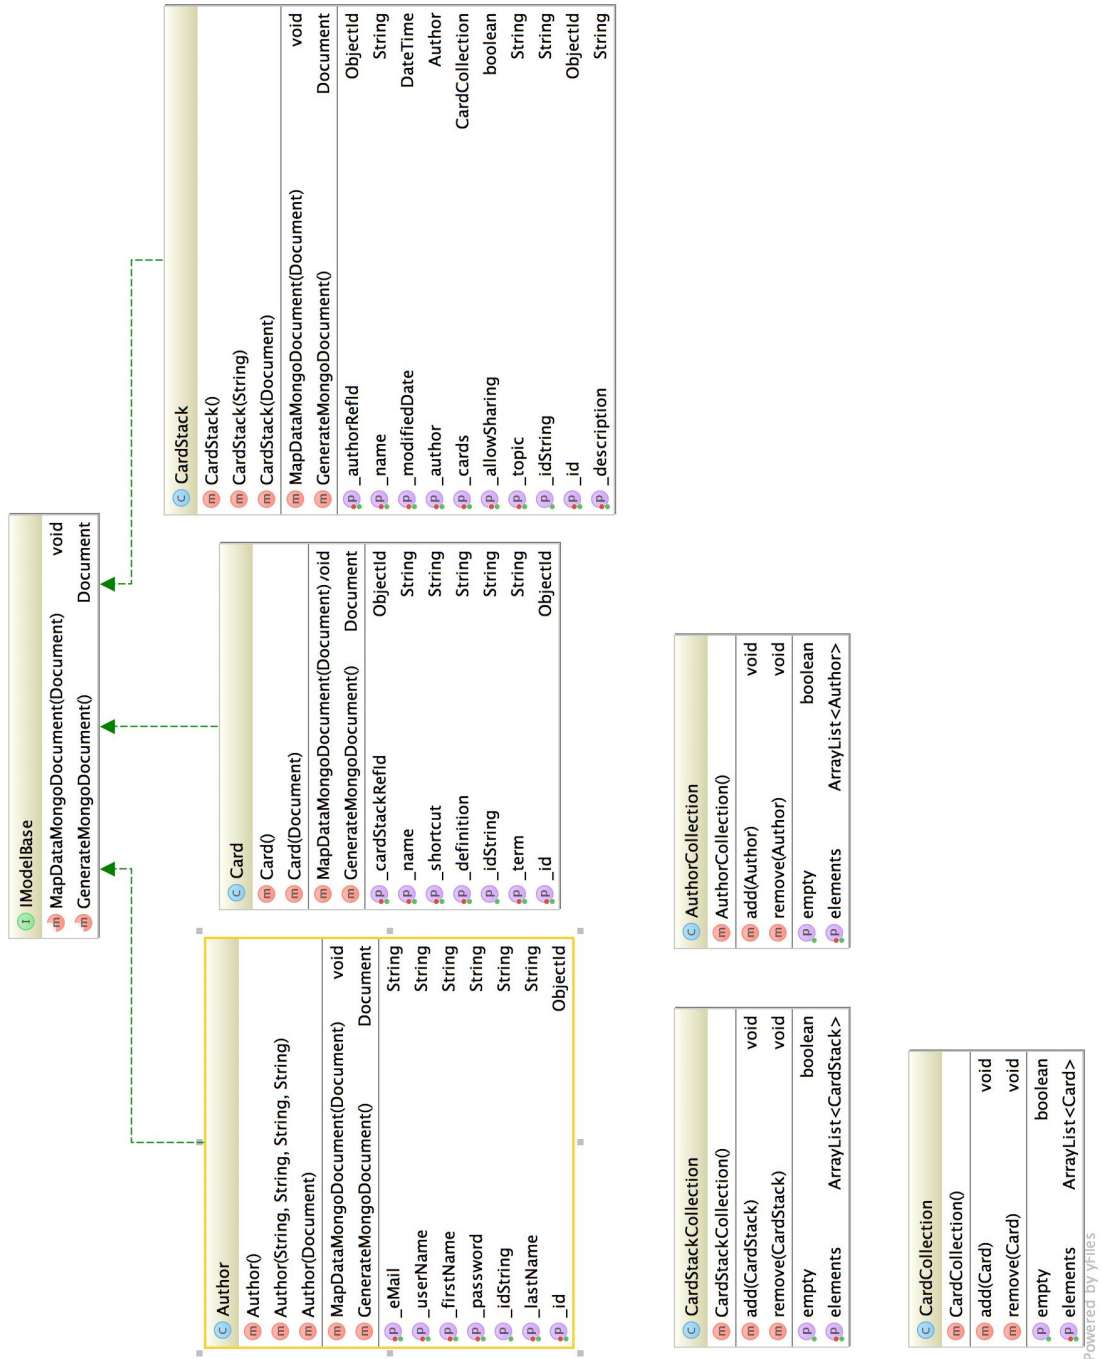 IModelBase
MapDataMongoDocument(Document) void
GenerateMongoDocument() Document
Author
Author()
Author(String, String, String, String)
Author(Document)
MapDataMongoDocument(Document) void
GenerateMongoDocument() Document
_eMail String
_userName String
_firstName String
_password String
_idString String
_lastName String
_id ObjectId
Card
Card()
Card(Document)
MapDataMongoDocument(Document) /oid
GenerateMongoDocument() Document
_cardStackRefId ObjectId
_name String
_shortcut String
_definition String
_idString String
_term String
_id ObjectId
CardStack
CardStack()
CardStack(String)
CardStack(Document)
MapDataMongoDocument(Document) void
GenerateMongoDocument() Document
_authorRefId ObjectId
_name String
_modifiedDate DateTime
_author Author
_cards CardCollection
_allowSharing boolean
_topic String
_idString String
_id ObjectId
_description String
CardStackCollection
CardStackCollection()
add(CardStack) void
remove(CardStack) void
empty boolean
elements ArrayList<CardStack>
AuthorCollection
AuthorCollection()
add(Author) void
remove(Author) void
empty boolean
elements ArrayList<Author>
CardCollection
CardCollection()
add(Card) void
remove(Card) void
empty boolean
elements ArrayList<Card>
Powered by yFiles